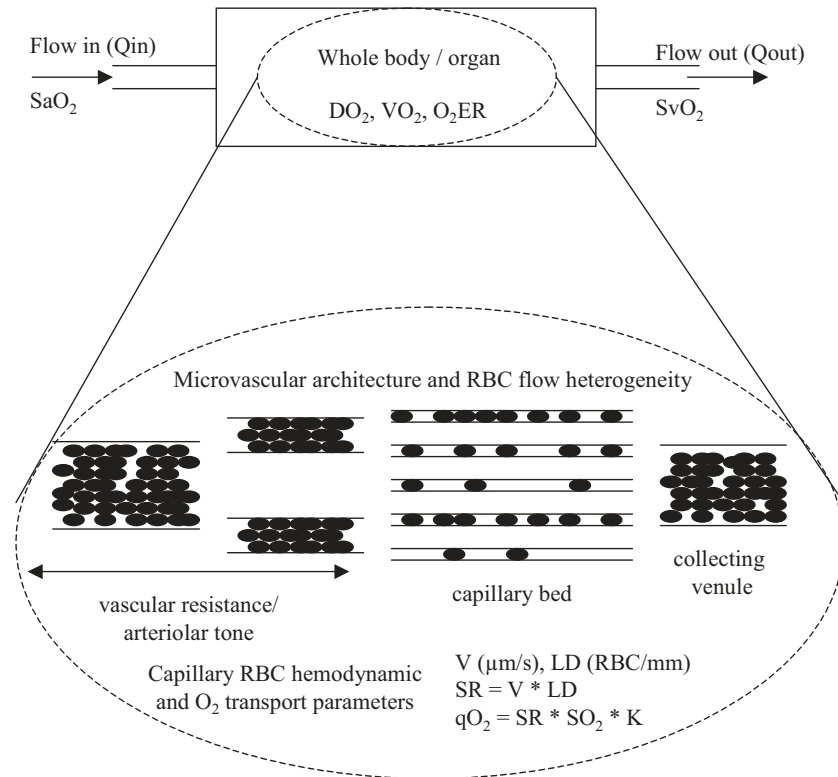 Flow in (Qin)
SaO₂
Whole body / organ
DO₂, VO₂, O₂ER
Flow out (Qout)
SvO₂
Microvascular architecture and RBC flow heterogeneity
vascular resistance/
arteriolar tone
capillary bed
collecting
venule
Capillary RBC hemodynamic
and O₂ transport parameters
V (µm/s), LD (RBC/mm)
SR = V * LD
qO₂ = SR * SO₂ * K